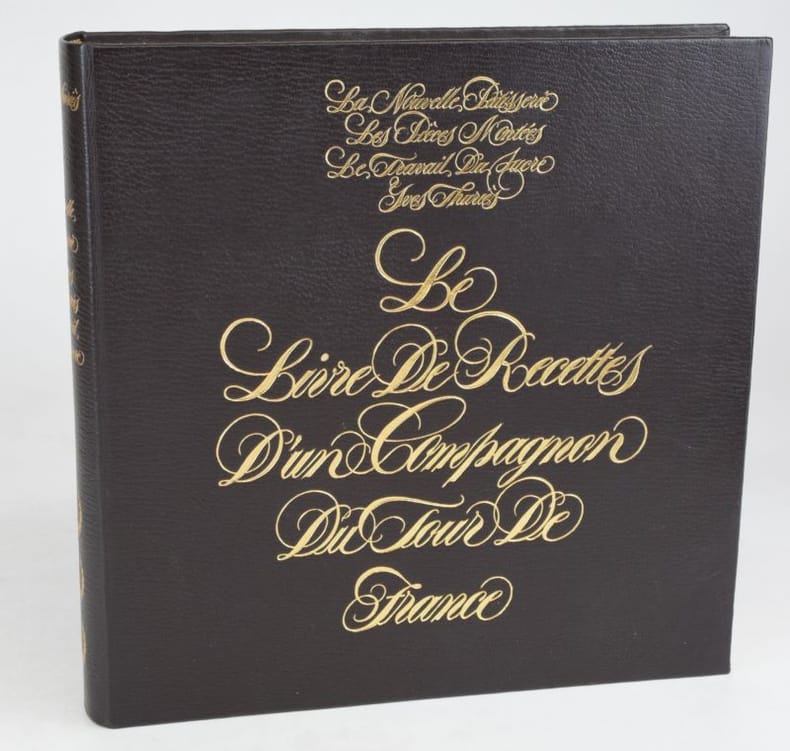 La Nouvelle Pâtisserie
Les Pièces Montées
Le Travail Du Sucre
Yves Thuriès
Le
Livre De Recettes
D'un Compagnon
Du Tour De
France